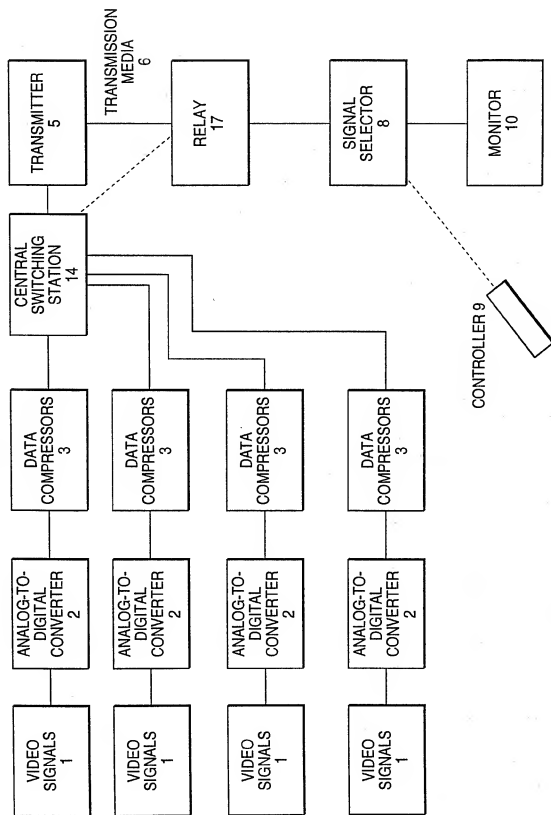 VIDEO
SIGNALS
1
ANALOG-TO-
DIGITAL
CONVERTER
2
DATA
COMPRESSORS
3
CENTRAL
SWITCHING
STATION
14
TRANSMITTER
5
VIDEO
SIGNALS
1
ANALOG-TO-
DIGITAL
CONVERTER
2
DATA
COMPRESSORS
3
TRANSMISSION
MEDIA
6
VIDEO
SIGNALS
1
ANALOG-TO-
DIGITAL
CONVERTER
2
DATA
COMPRESSORS
3
RELAY
17
VIDEO
SIGNALS
1
ANALOG-TO-
DIGITAL
CONVERTER
2
DATA
COMPRESSORS
3
SIGNAL
SELECTOR
8
CONTROLLER 9
MONITOR
10